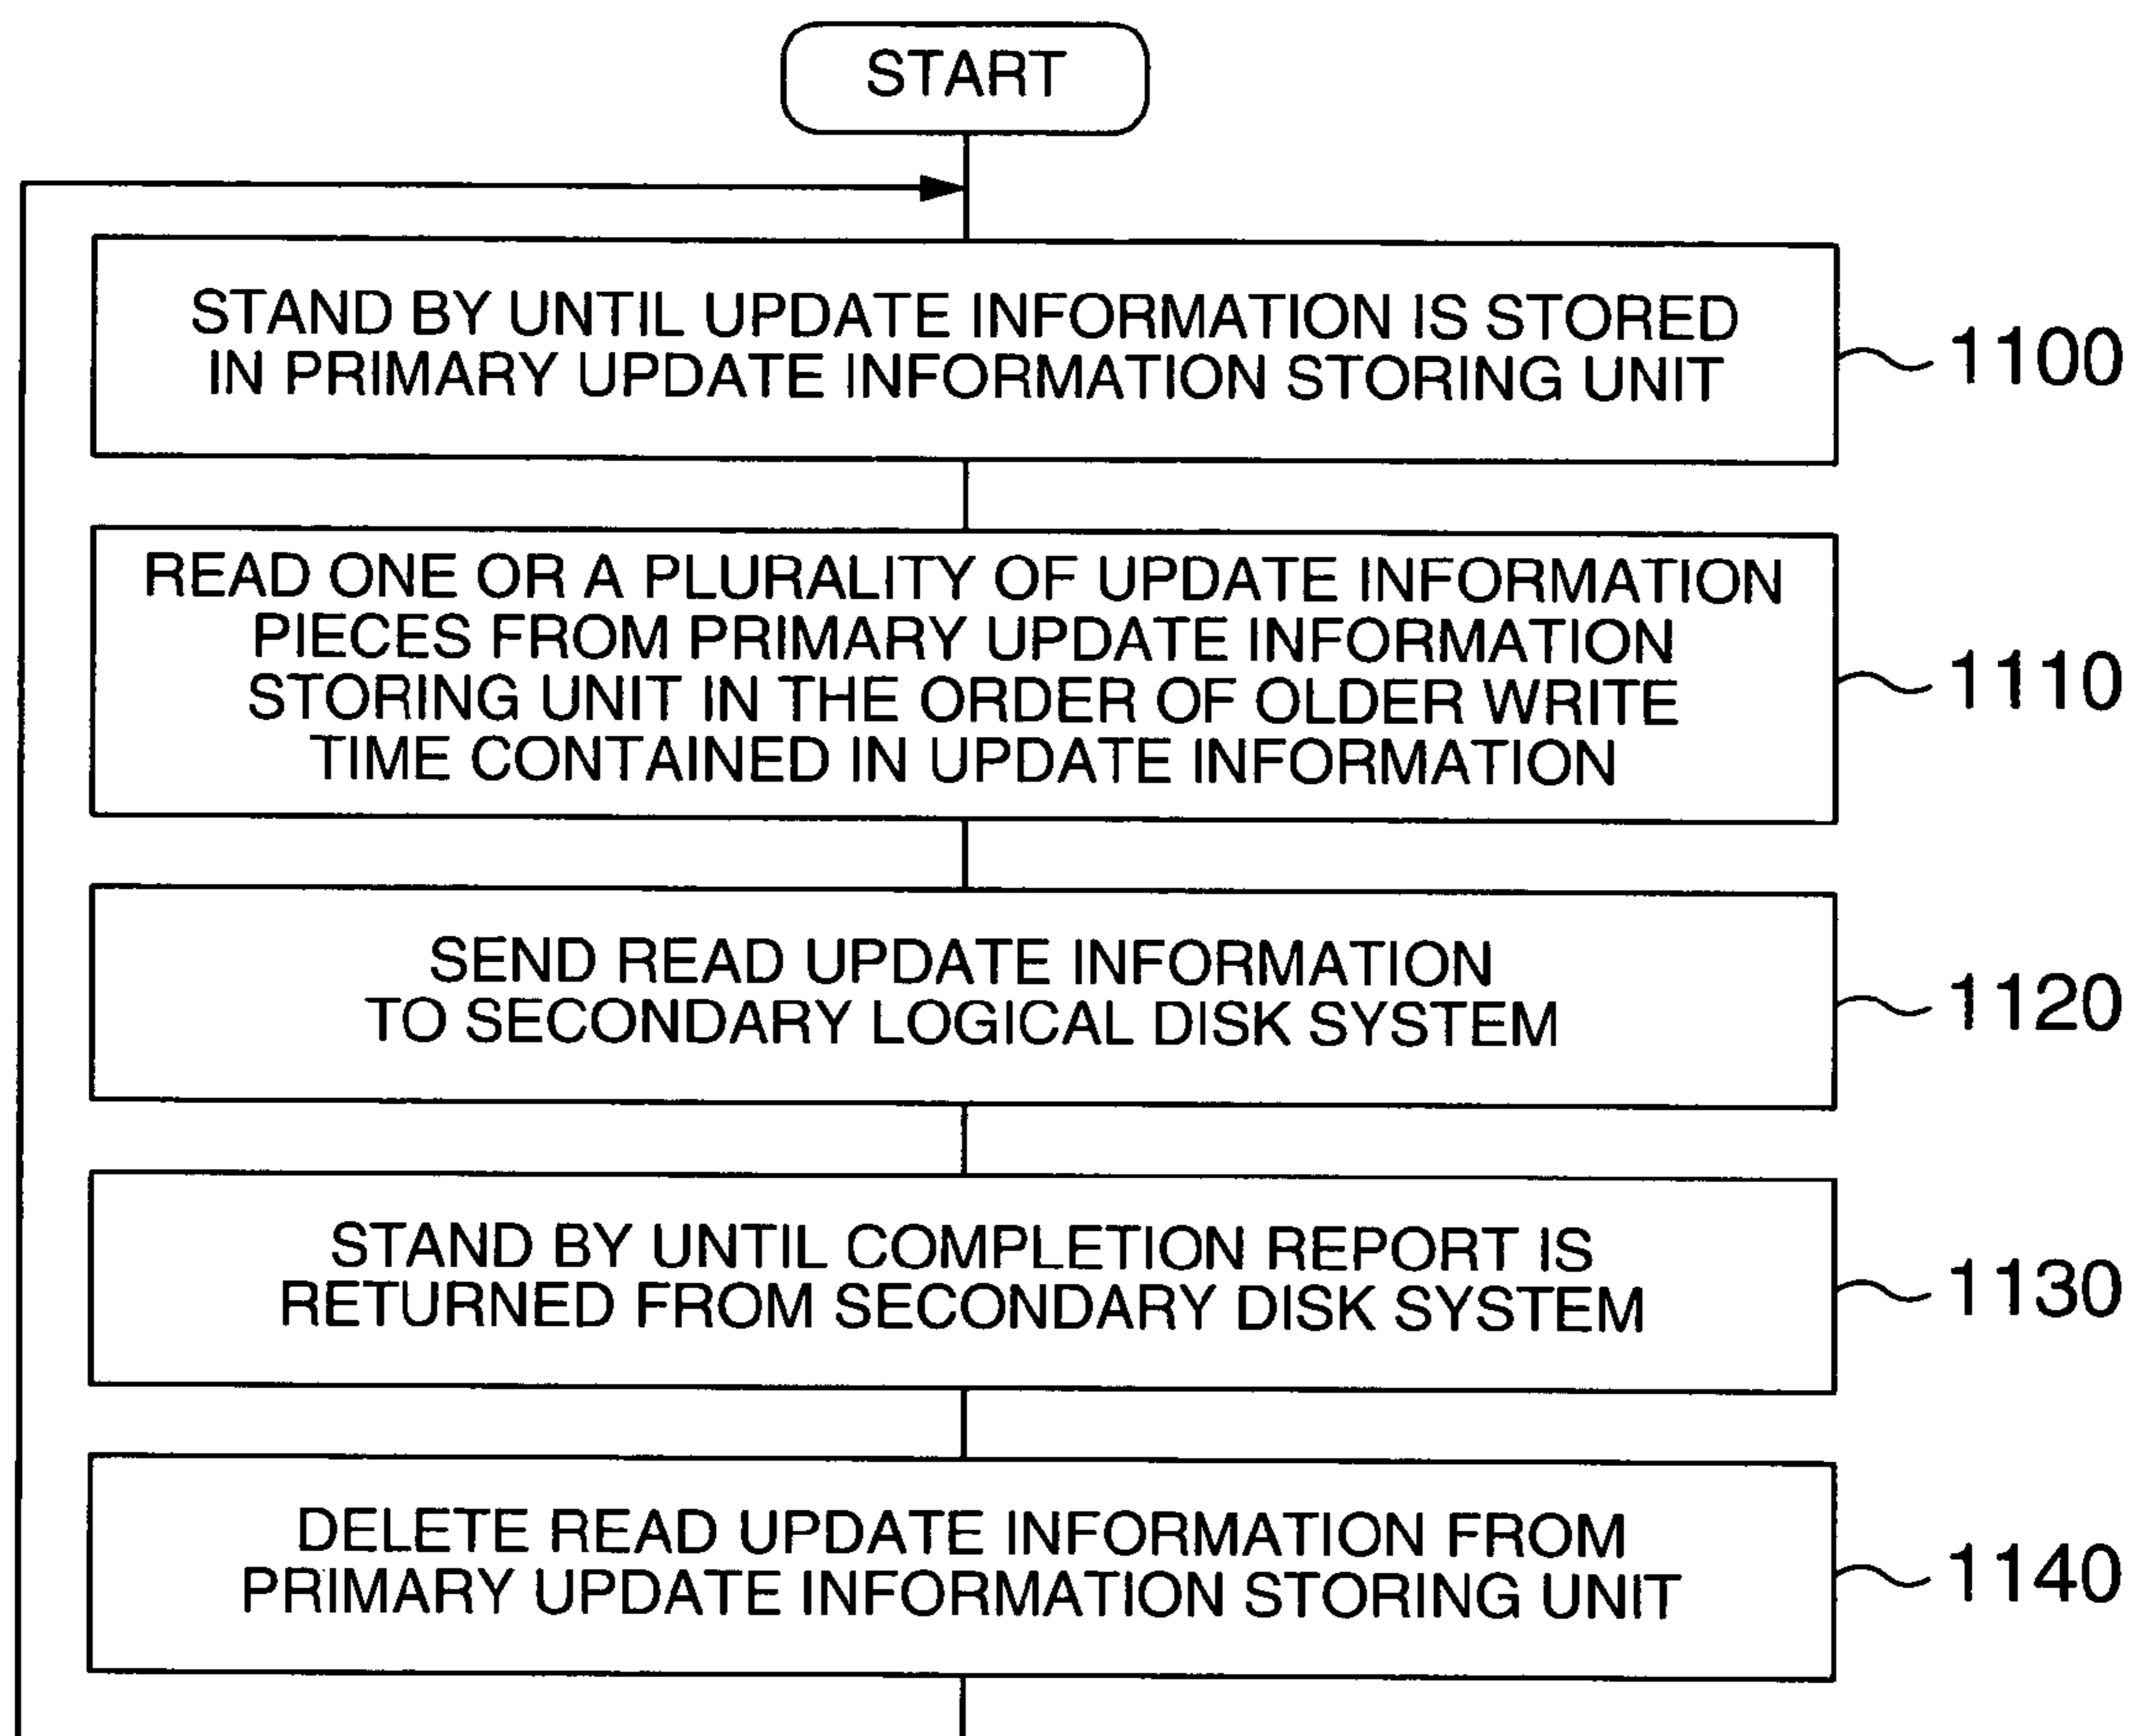 START
STAND BY UNTIL UPDATE INFORMATION IS STORED
IN PRIMARY UPDATE INFORMATION STORING UNIT
1100
READ ONE OR A PLURALITY OF UPDATE INFORMATION
PIECES FROM PRIMARY UPDATE INFORMATION
STORING UNIT IN THE ORDER OF OLDER WRITE
TIME CONTAINED IN UPDATE INFORMATION
1110
SEND READ UPDATE INFORMATION
TO SECONDARY LOGICAL DISK SYSTEM
1120
STAND BY UNTIL COMPLETION REPORT IS
RETURNED FROM SECONDARY DISK SYSTEM
1130
DELETE READ UPDATE INFORMATION FROM
PRIMARY UPDATE INFORMATION STORING UNIT
1140